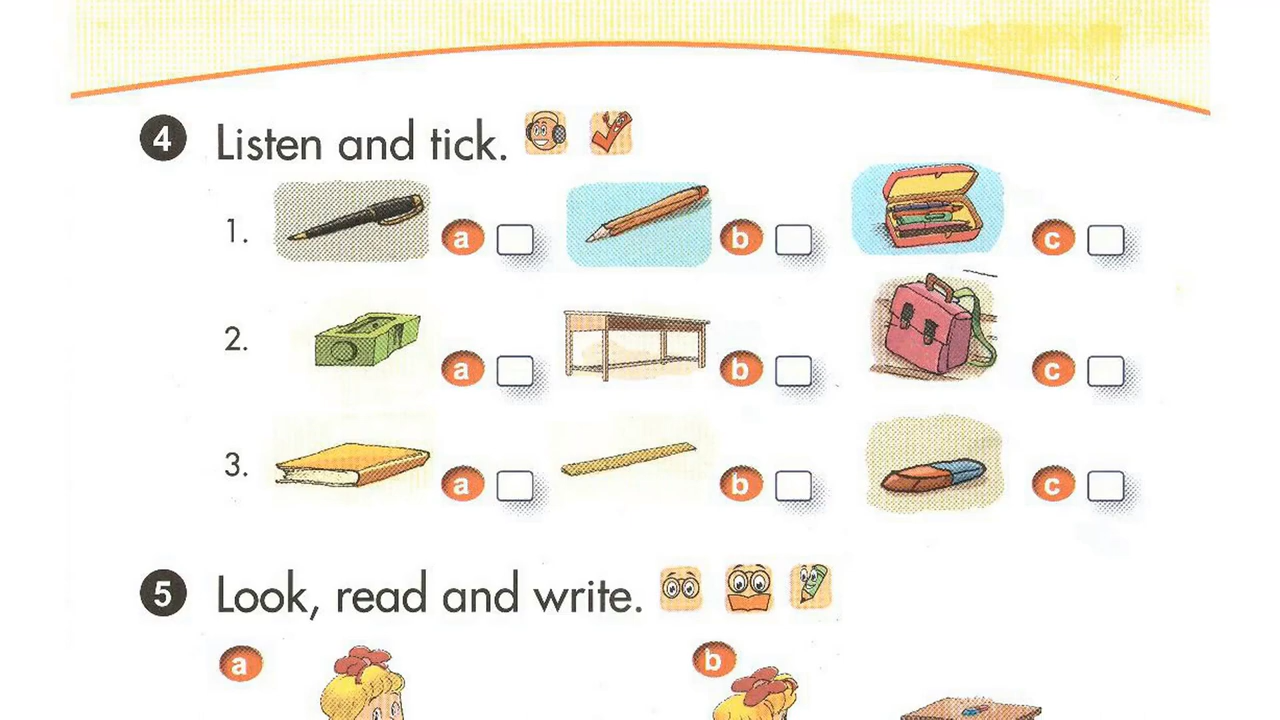 4 Listen and tick.
1. a b c
2. a b c
3. a b c
5 Look, read and write.
a b